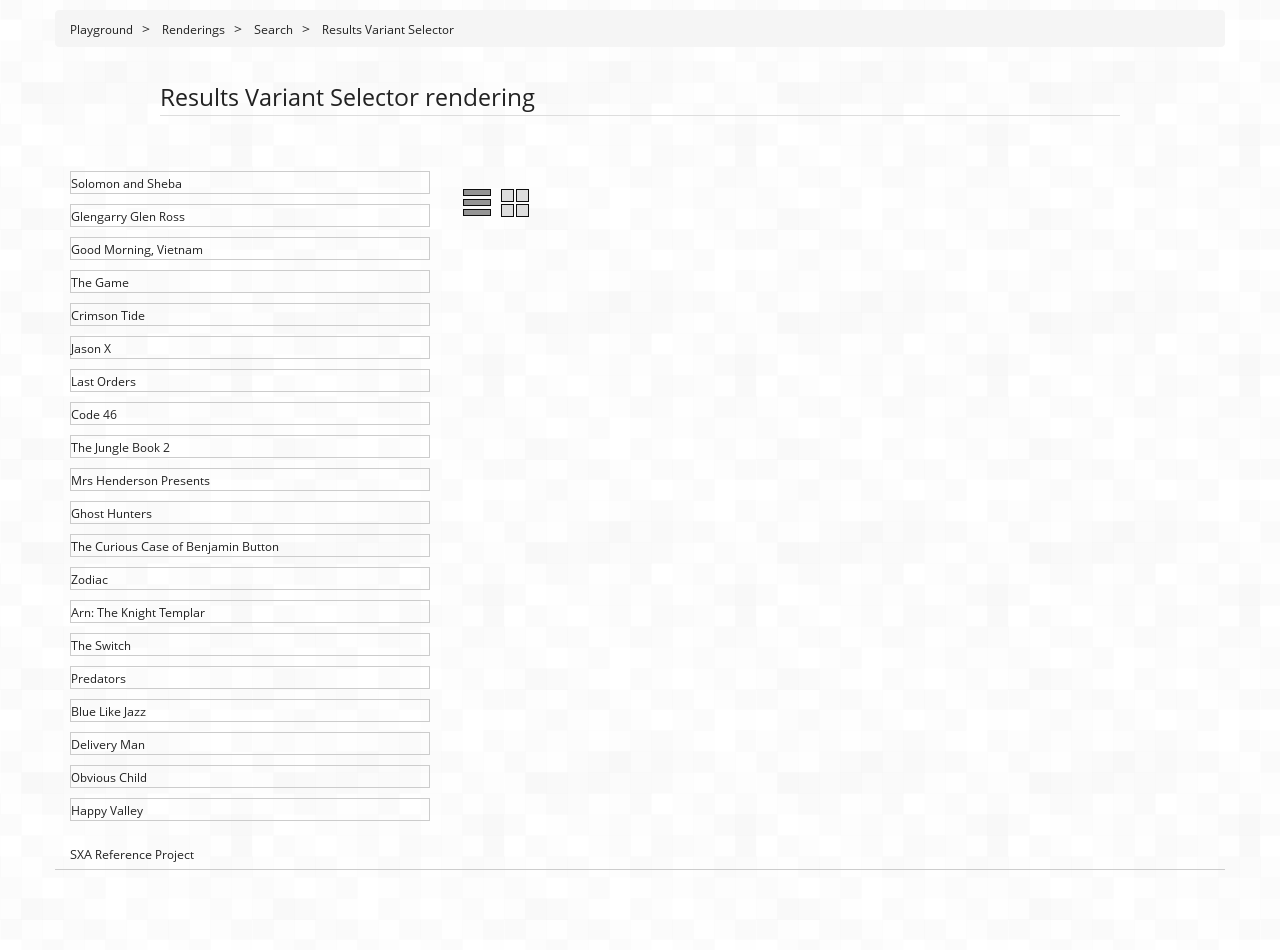 Playground > Renderings > Search > Results Variant Selector
Results Variant Selector rendering
Solomon and Sheba
Glengarry Glen Ross
Good Morning, Vietnam
The Game
Crimson Tide
Jason X
Last Orders
Code 46
The Jungle Book 2
Mrs Henderson Presents
Ghost Hunters
The Curious Case of Benjamin Button
Zodiac
Arn: The Knight Templar
The Switch
Predators
Blue Like Jazz
Delivery Man
Obvious Child
Happy Valley
SXA Reference Project